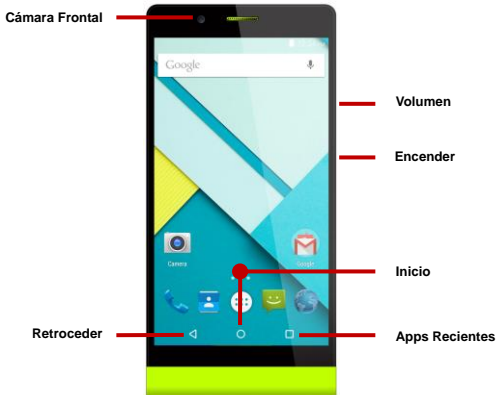 Cámara Frontal
Google
Volumen
Encender
Camera
Google
Inicio
Retroceder
Apps Recientes